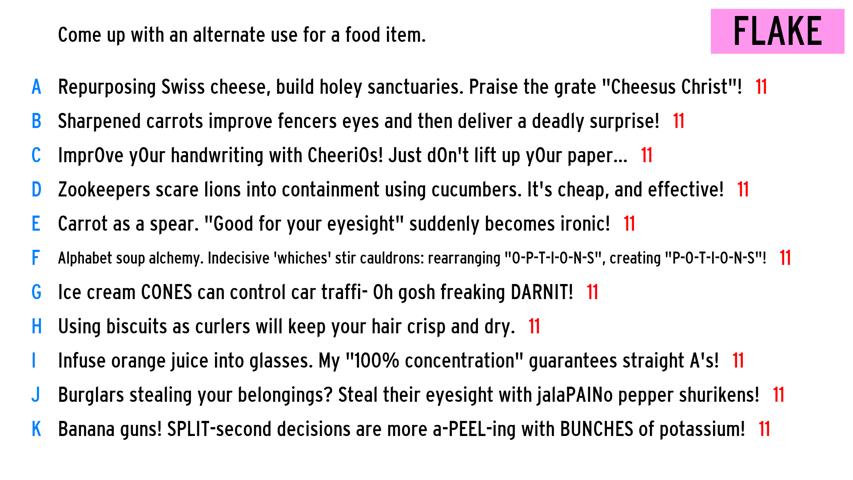 Come up with an alternate use for a food item.
FLAKE
A Repurposing Swiss cheese, build holey sanctuaries. Praise the grate "Cheesus Christ"! 11
B Sharpened carrots improve fencers eyes and then deliver a deadly surprise! 11
C Impr0ve y0ur handwriting with Cheeri0s! Just d0n't lift up y0ur paper... 11
D Zookeepers scare lions into containment using cucumbers. It's cheap, and effective! 11
E Carrot as a spear. "Good for your eyesight" suddenly becomes ironic! 11
F Alphabet soup alchemy. Indecisive 'whiches' stir cauldrons: rearranging "O-P-T-I-O-N-S", creating "P-O-T-I-O-N-S"! 11
G Ice cream CONES can control car traffi- Oh gosh freaking DARNIT! 11
H Using biscuits as curlers will keep your hair crisp and dry. 11
I Infuse orange juice into glasses. My "100% concentration" guarantees straight A's! 11
J Burglars stealing your belongings? Steal their eyesight with jalaPAINo pepper shurikens! 11
K Banana guns! SPLIT-second decisions are more a-PEEL-ing with BUNCHES of potassium! 11